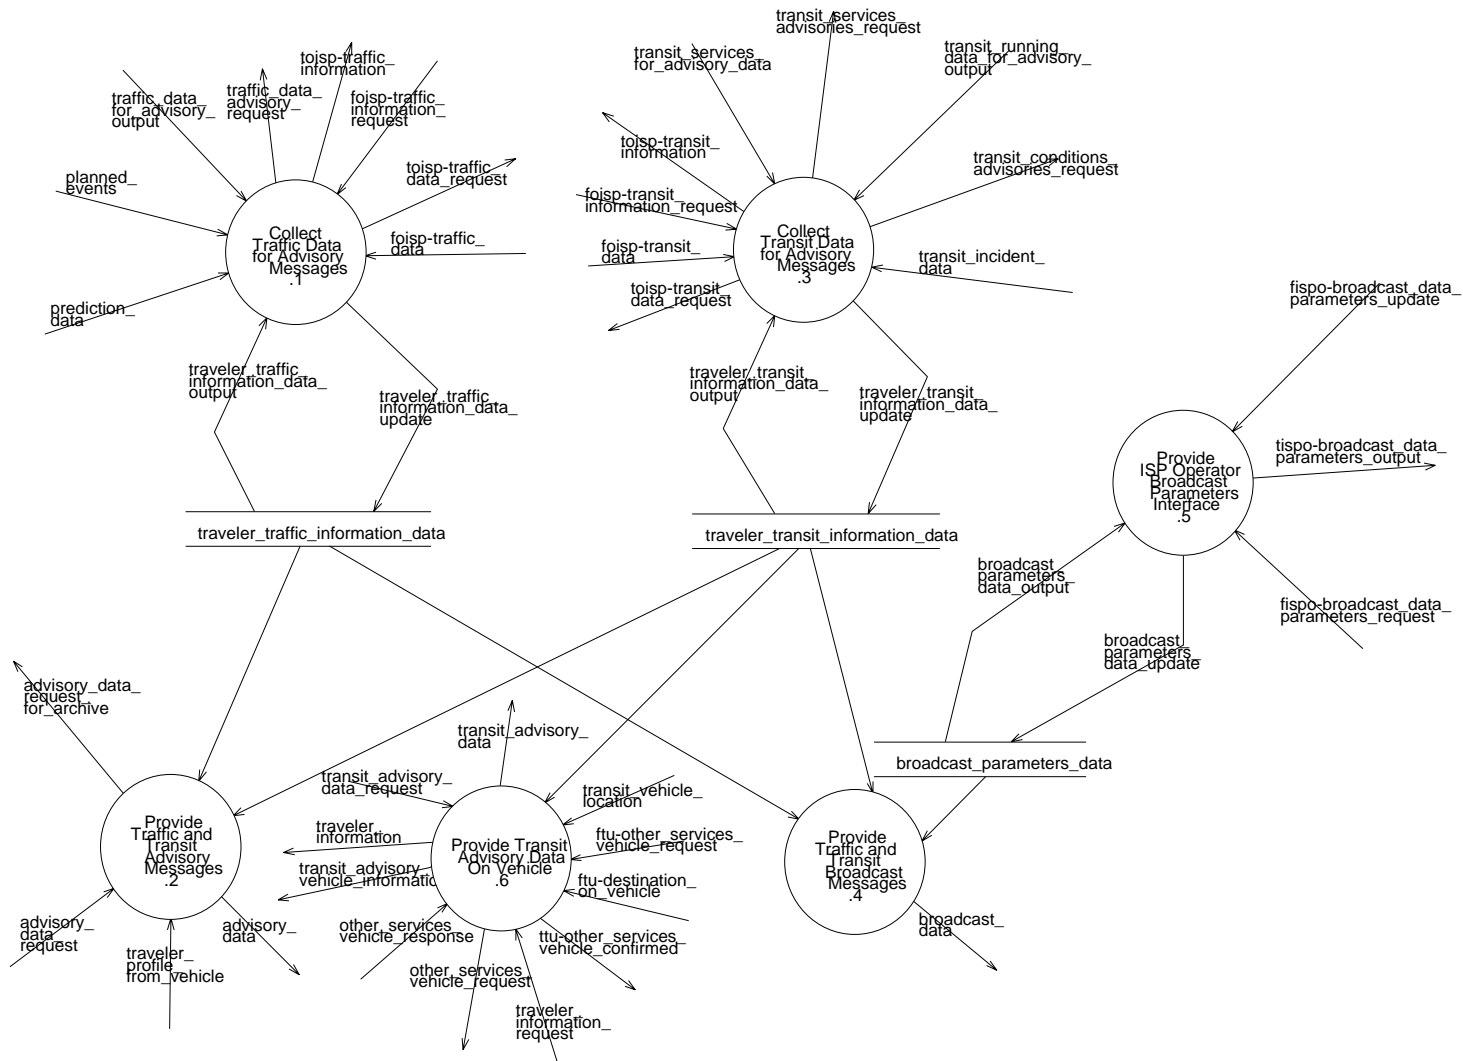 transit_services_
advisories_request
toisp-traffic_
information
transit_services_
for_advisory_data
transit_running_
data_for_advisory_
output
traffic_data_
for_advisory_
output
traffic_data_
advisory_
request
foisp-traffic_
information_
request
toisp-transit_
information
transit_conditions_
advisories_request
planned_
events
toisp-traffic_
data_request
foisp-transit_
information_request
Collect
Traffic Data
for Advisory
Messages
.1
foisp-traffic_
data
foisp-transit_
data
Collect
Transit Data
for Advisory
Messages
.3
transit_incident_
data
toisp-transit_
data_request
prediction_
data
fispo-broadcast_data_
parameters_update
traveler_traffic_
information_data_
output
traveler_traffic_
information_data_
update
traveler_transit_
information_data_
output
traveler_transit_
information_data_
update
Provide
ISP Operator
Broadcast
Parameters
Interface
.5
tispo-broadcast_data_
parameters_output
traveler_traffic_information_data
traveler_transit_information_data
broadcast_
parameters_
data_output
fispo-broadcast_data_
parameters_request
broadcast_
parameters_
data_update
advisory_data_
request_
for_archive
transit_advisory_
data
broadcast_parameters_data
transit_advisory_
data_request
transit_vehicle_
location
traveler_
information
ftu-other_services_
vehicle_request
Provide
Traffic and
Transit
Advisory
Messages
.2
Provide Transit
Advisory Data
On Vehicle
.6
Provide
Traffic and
Transit
Broadcast
Messages
.4
transit_advisory_
vehicle_informatic
ftu-destination_
on_vehicle
advisory_
data_
request
advisory_
data
other_services_
vehicle_response
ttu-other_services_
vehicle_confirmed
broadcast_
data
traveler_
profile_
from_vehicle
other_services_
vehicle_request
traveler_
information_
request